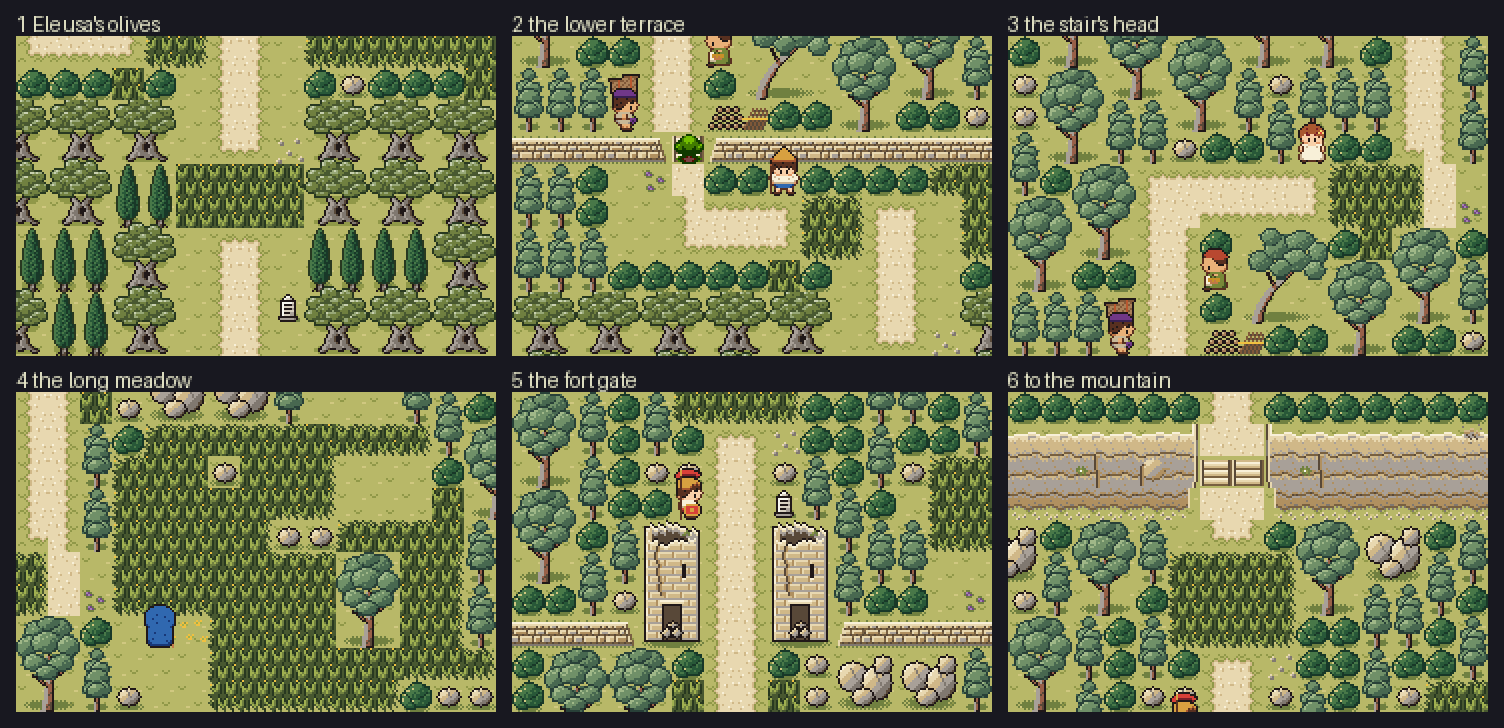 1 Eleusa's olives
2 the lower terrace
3 the stair's head
4 the long meadow
5 the fort gate
6 to the mountain